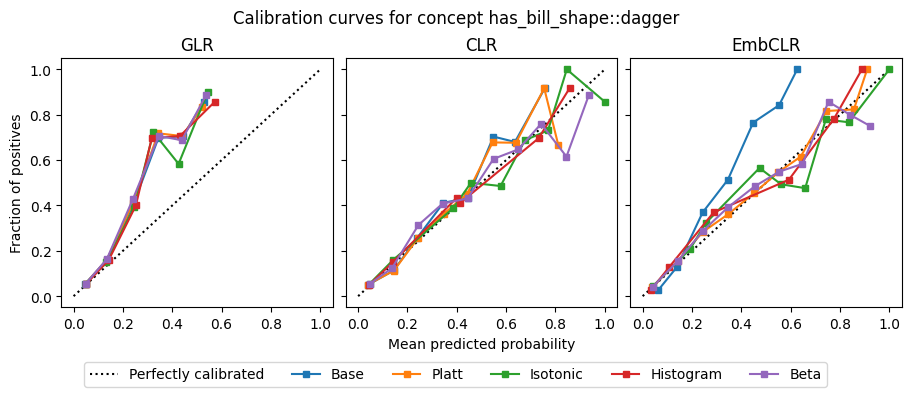 Calibration curves for concept has_bill_shape::dagger
GLR
CLR
EmbCLR
Fraction of positives
1.0
0.8
0.6
0.4
0.2
0.0
0.0 0.2 0.4 0.6 0.8 1.0
0.0 0.2 0.4 0.6 0.8 1.0
0.0 0.2 0.4 0.6 0.8 1.0
Mean predicted probability
Perfectly calibrated Base Platt Isotonic Histogram Beta